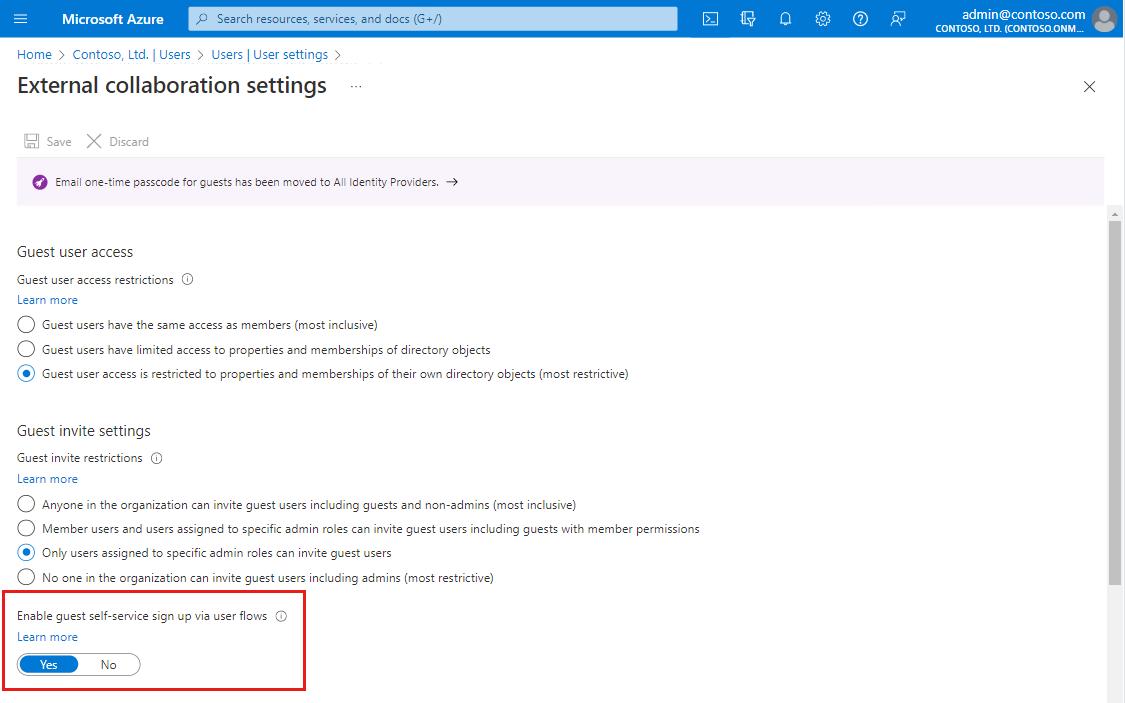 Microsoft Azure
Search resources, services, and docs (G+/)
admin@contoso.com
CONTOSO, LTD. (CONTOSO.ONM...
Home > Contoso, Ltd. | Users > Users | User settings >
External collaboration settings ...
Save Discard
Email one-time passcode for guests has been moved to All Identity Providers. →
Guest user access
Guest user access restrictions
Learn more
Guest users have the same access as members (most inclusive)
Guest users have limited access to properties and memberships of directory objects
Guest user access is restricted to properties and memberships of their own directory objects (most restrictive)
Guest invite settings
Guest invite restrictions
Learn more
Anyone in the organization can invite guest users including guests and non-admins (most inclusive)
Member users and users assigned to specific admin roles can invite guest users including guests with member permissions
Only users assigned to specific admin roles can invite guest users
No one in the organization can invite guest users including admins (most restrictive)
Enable guest self-service sign up via user flows
Learn more
Yes No